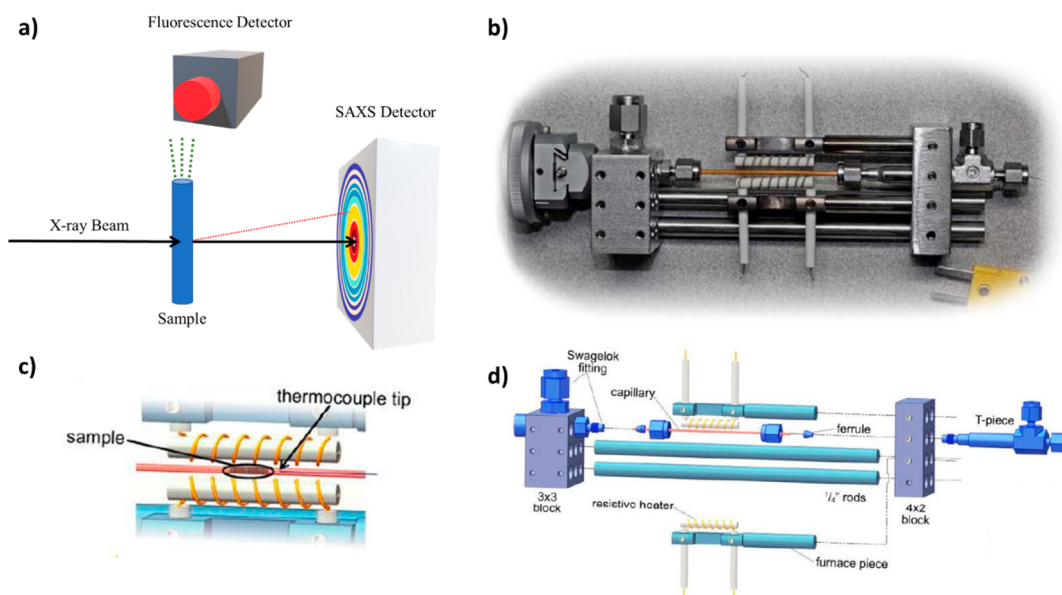 a)
Fluorescence Detector
SAXS Detector
X-ray Beam
Sample
b)
c)
thermocouple tip
sample
d)
Swagelok
fitting
capillary
T-piece
ferrule
3x3
block
1/4" rods
4x2
block
resistive heater
furnace piece